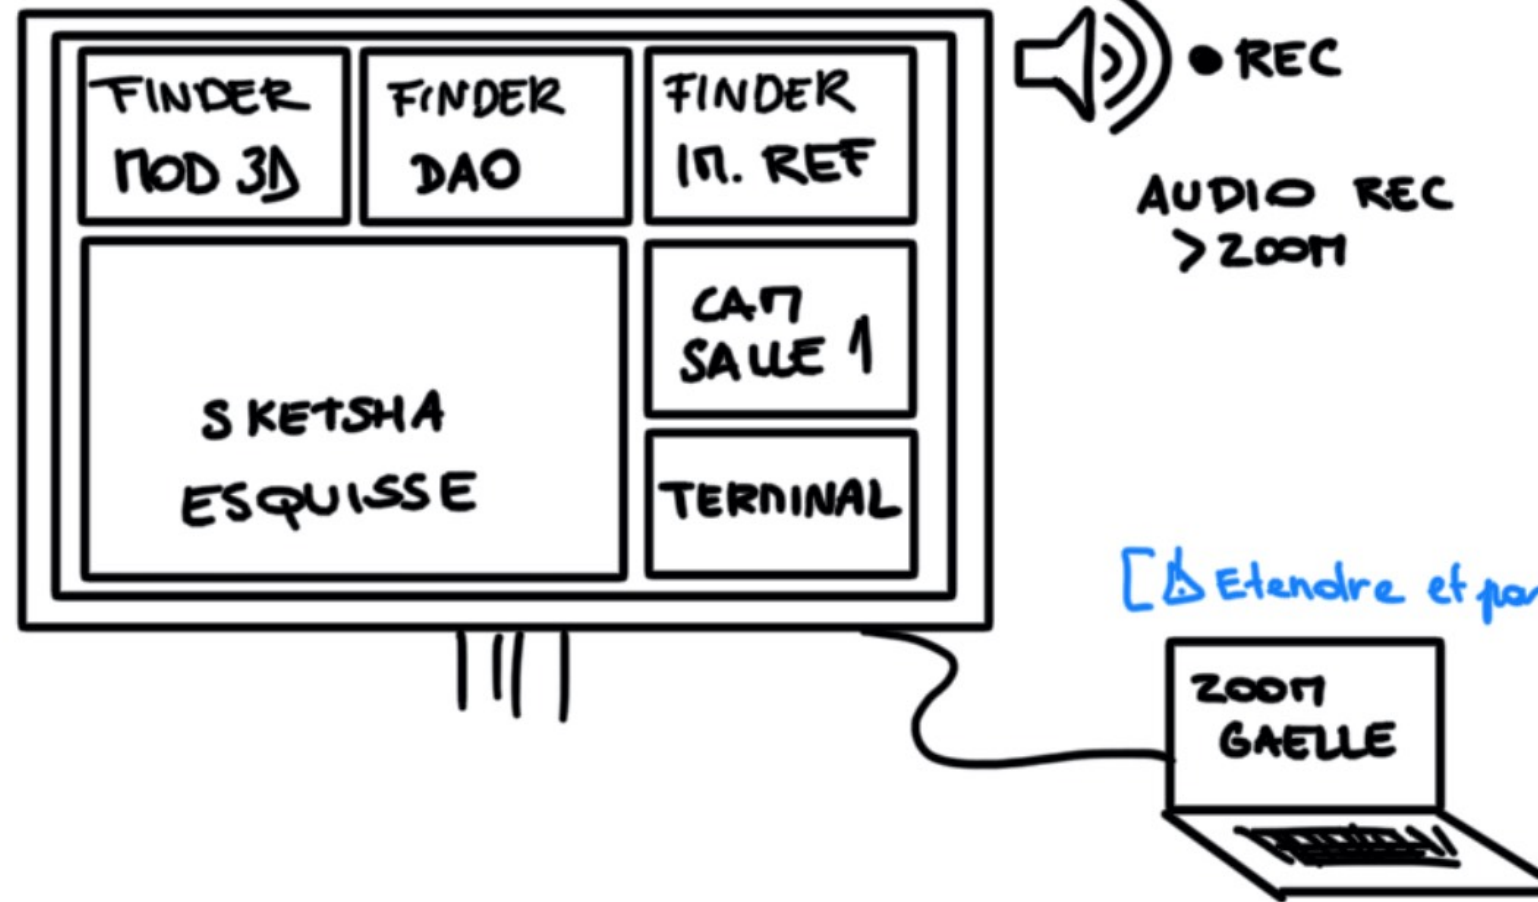 FINDER
MOD 3D
FINDER
DAO
FINDER
IM. REF
SKETSHA
ESQUISSE
CAM
SALLE 1
TERMINAL
• REC
AUDIO REC
> ZOOM
[⚠ Etendre et
ZOOM
GAELLE